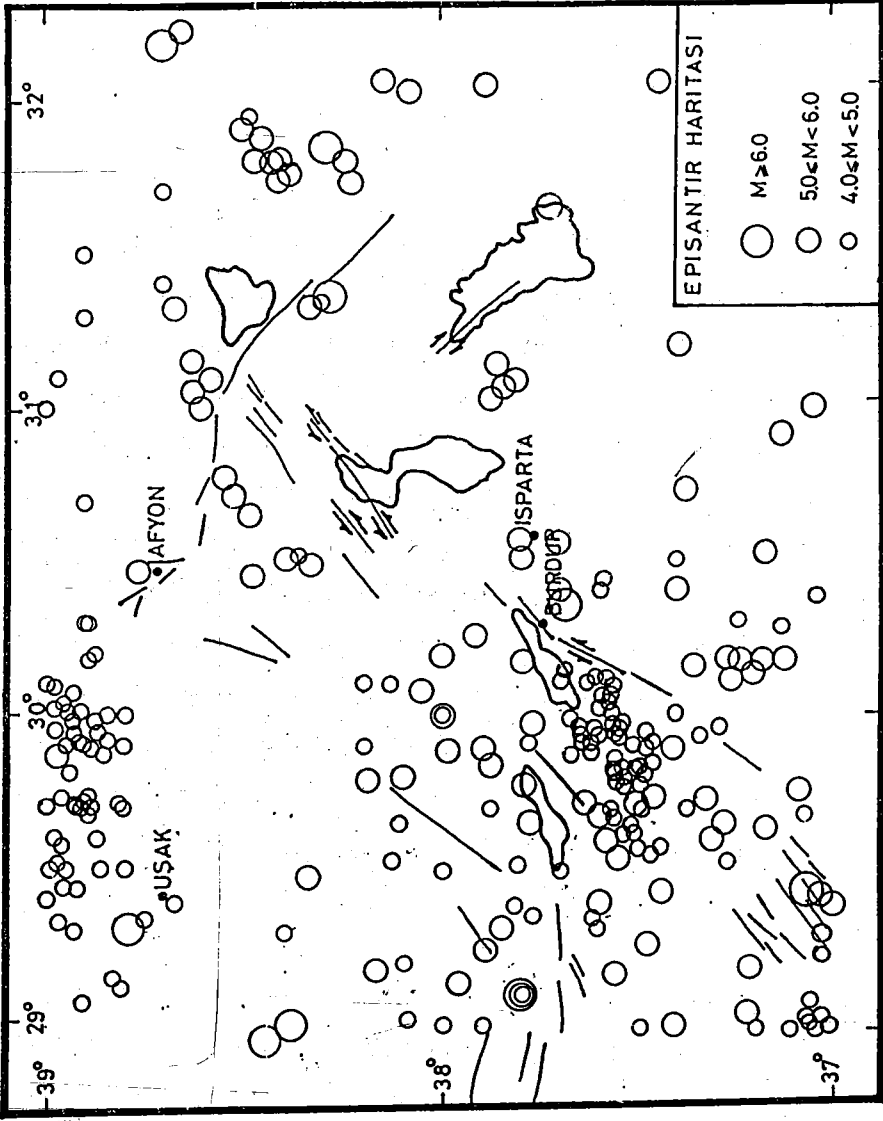 39°
38°
37°
29°
30°
31°
32°
UŞAK
AFYON
ISPARTA
BURDUR
EPISANTIR HARITASI
M⩾6.0
5.0⩽M<6.0
4.0⩽M<5.0